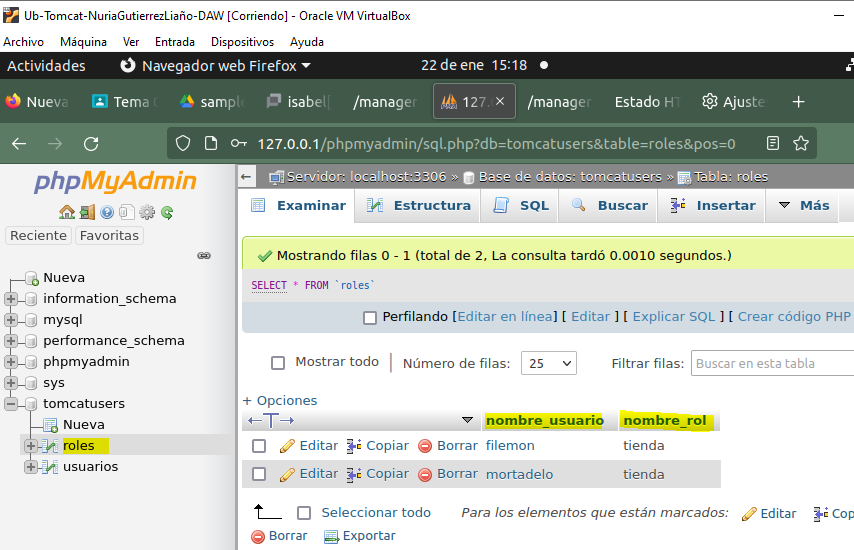 Ub-Tomcat-NuriaGutierrezLiaño-DAW [Corriendo] - Oracle VM VirtualBox
Archivo Máquina Ver Entrada Dispositivos Ayuda
Actividades Navegador web Firefox 22 de ene 15:18
Nueva Tema sampl isabel[ /manager 127. /manager Estado HT Ajuste
127.0.0.1/phpmyadmin/sql.php?db=tomcatusers&table=roles&pos=0
phpMyAdmin
Reciente Favoritas
Nueva
information_schema
mysql
performance_schema
phpmyadmin
sys
tomcatusers
Nueva
roles
usuarios
Servidor: localhost:3306 » Base de datos: tomcatusers » Tabla: roles
Examinar Estructura SQL Buscar Insertar Más
Mostrando filas 0 - 1 (total de 2, La consulta tardó 0.0010 segundos.)
SELECT * FROM `roles`
Perfilando [Editar en línea] [ Editar ] [ Explicar SQL ] [ Crear código PHP
Mostrar todo Número de filas: 25 Filtrar filas: Buscar en esta tabla
+ Opciones
nombre_usuario nombre_rol
Editar Copiar Borrar filemon tienda
Editar Copiar Borrar mortadelo tienda
Seleccionar todo Para los elementos que están marcados: Editar Cop
Borrar Exportar